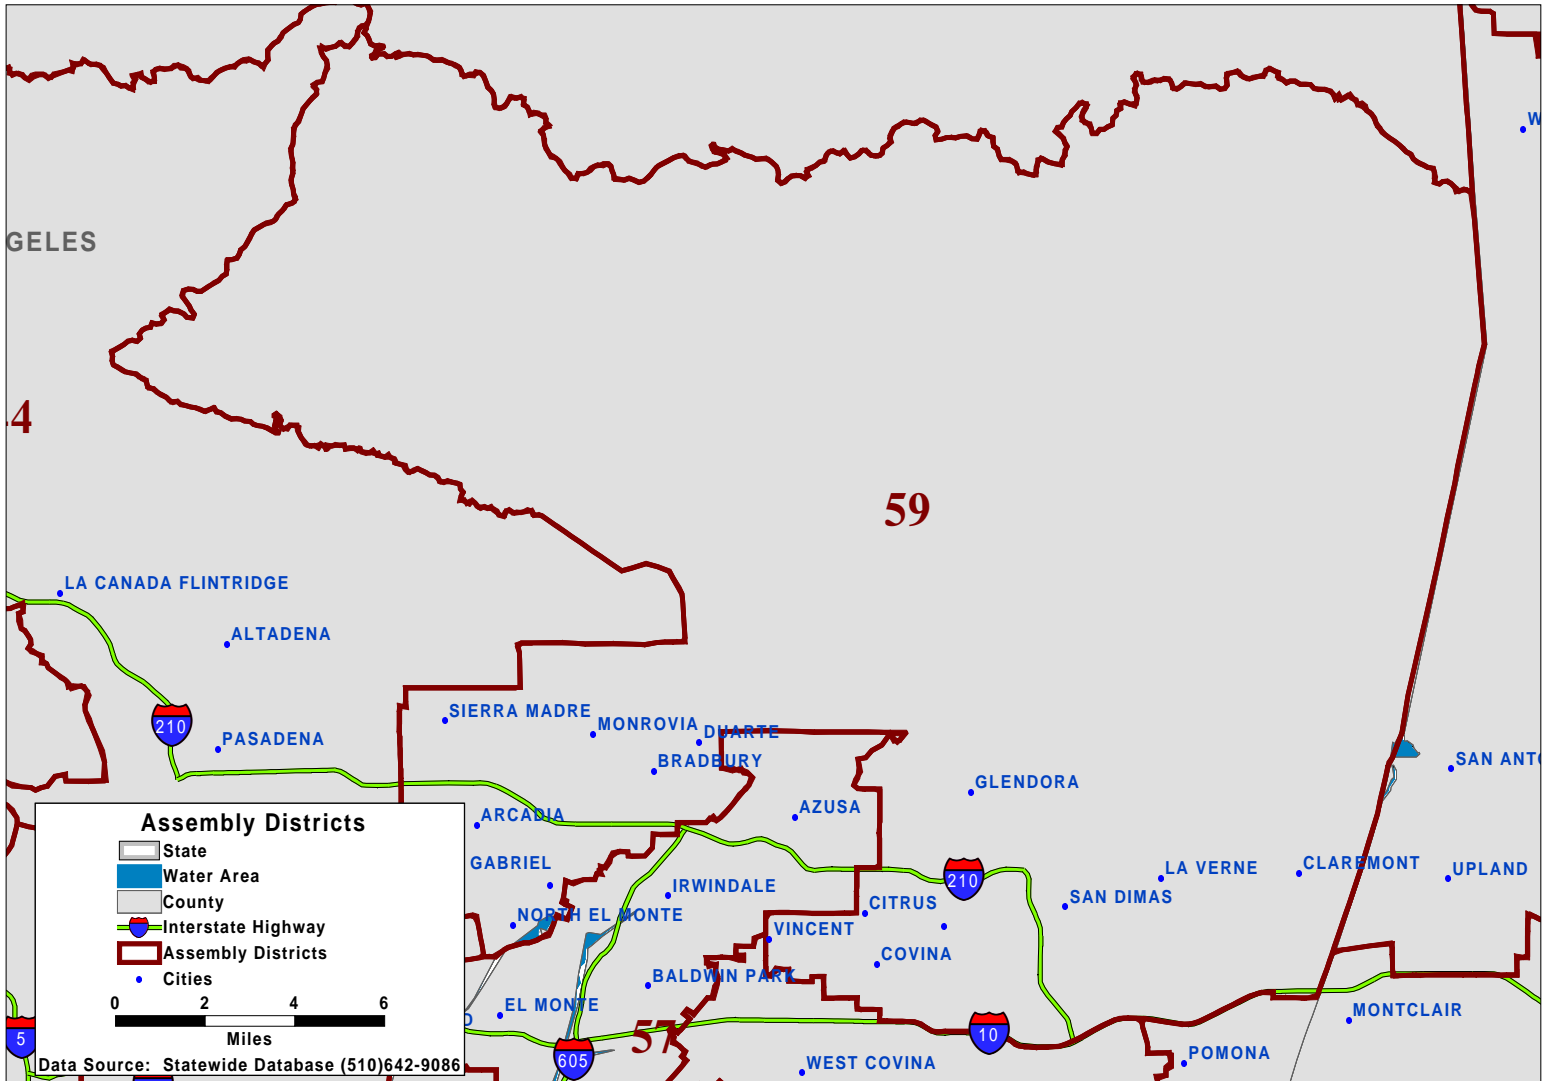 W
GELES
4
59
LA CANADA FLINTRIDGE
ALTADENA
210
PASADENA
SIERRA MADRE
MONROVIA
DUARTE
BRADBURY
SAN ANTO
GLENDORA
AZUSA
ARCADIA
GABRIEL
IRWINDALE
210
LA VERNE
CLAREMONT
UPLAND
SAN DIMAS
CITRUS
NORTH EL MONTE
VINCENT
COVINA
BALDWIN PARK
EL MONTE
MONTCLAIR
57
10
5
605
WEST COVINA
POMONA
Assembly Districts
State
Water Area
County
Interstate Highway
Assembly Districts
Cities
0 2 4 6
Miles
Data Source: Statewide Database (510)642-9086